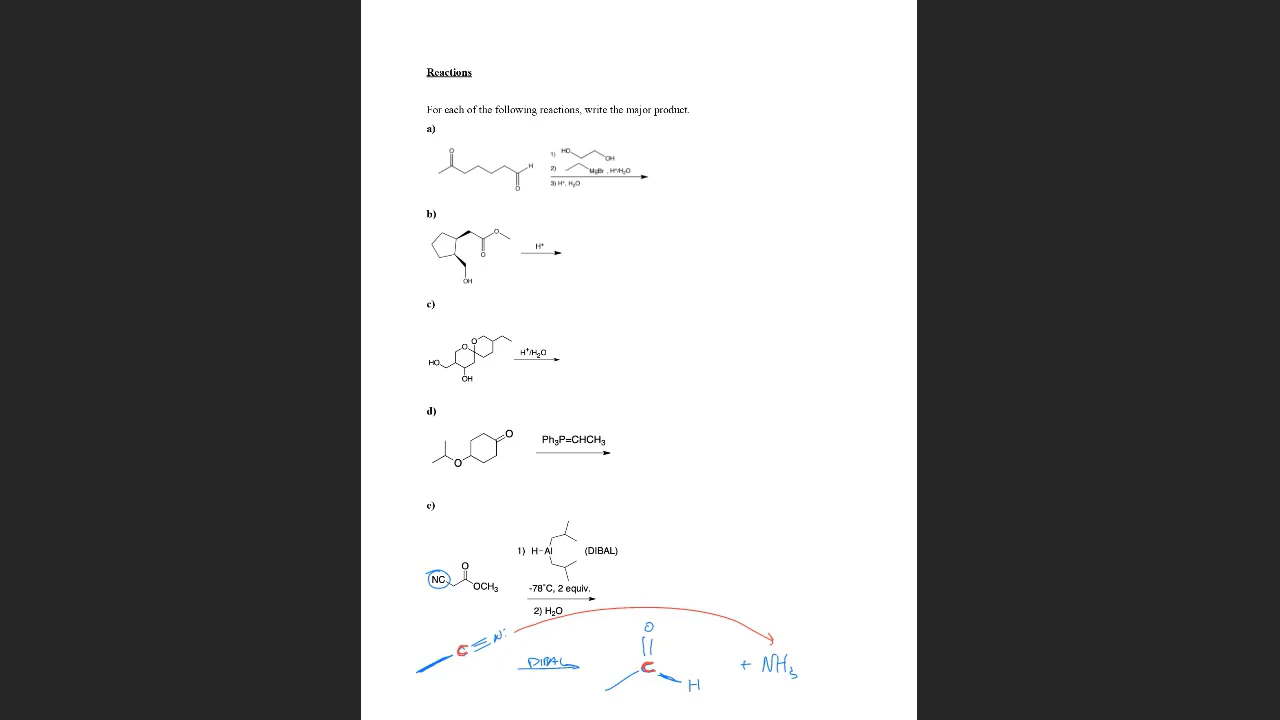 Reactions
For each of the following reactions, write the major product.
a)
O
H
O
1) HO
OH
2) MgBr , H⁺/H₂O
3) H⁺, H₂O
b)
O
O
OH
H⁺
c)
O
O
HO
OH
H⁺/H₂O
d)
O
O
Ph₃P=CHCH₃
e)
1) H-Al (DIBAL)
NC
O
OCH₃
-78°C, 2 equiv.
2) H₂O
C≡N:
DIBAL
O
C
H
+ NH₃